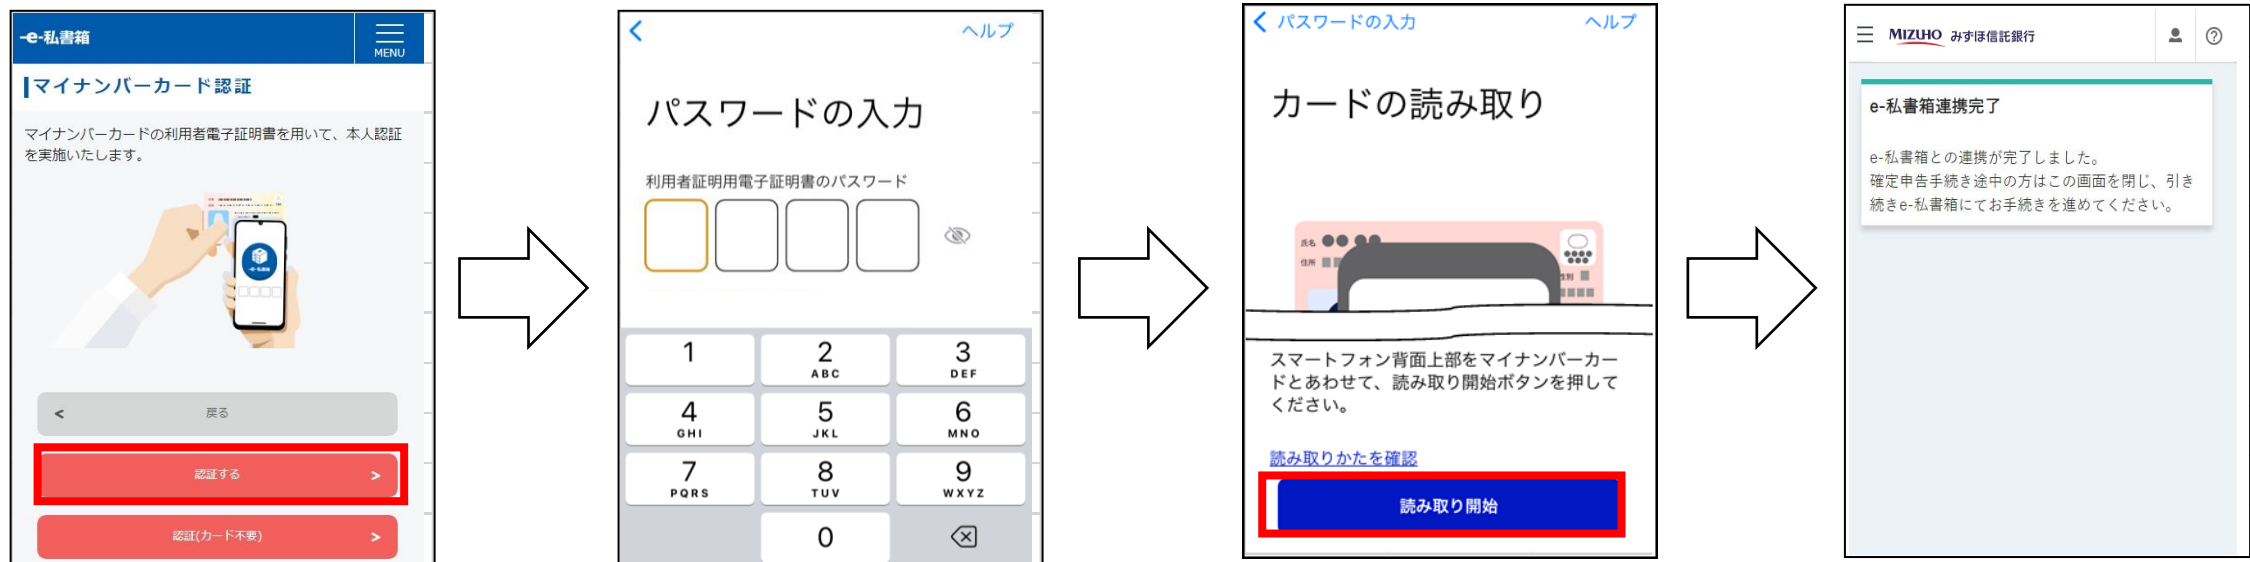 -e-私書箱
MENU
マイナンバーカード認証
マイナンバーカードの利用者電子証明書を用いて、本人認証
を実施いたします。
-e-私書箱
< 戻る
認証する >
認証(カード不要) >
ヘルプ
パスワードの入力
利用者証明用電子証明書のパスワード
1 2 3
ABC DEF
4 5 6
GHI JKL MNO
7 8 9
PQRS TUV WXYZ
0
パスワードの入力 ヘルプ
カードの読み取り
氏名
住所
性別
スマートフォン背面上部をマイナンバーカー
ドとあわせて、読み取り開始ボタンを押して
ください。
読み取りかたを確認
読み取り開始
MIZUHO みずほ信託銀行
e-私書箱連携完了
e-私書箱との連携が完了しました。
確定申告手続き途中の方はこの画面を閉じ、引き
続きe-私書箱にてお手続きを進めてください。